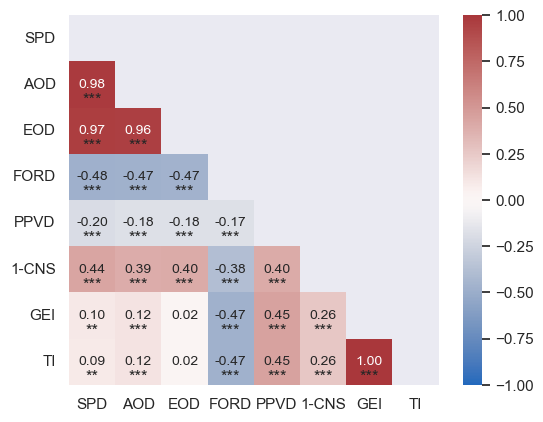 SPD
AOD 0.98
***
EOD 0.97 0.96
*** ***
FORD -0.48 -0.47 -0.47
*** *** ***
PPVD -0.20 -0.18 -0.18 -0.17
*** *** *** ***
1-CNS 0.44 0.39 0.40 -0.38 0.40
*** *** *** *** ***
GEI 0.10 0.12 0.02 -0.47 0.45 0.26
** *** *** *** ***
TI 0.09 0.12 0.02 -0.47 0.45 0.26 1.00
** *** *** *** *** ***
SPD AOD EOD FORD PPVD 1-CNS GEI TI
1.00
0.75
0.50
0.25
0.00
−0.25
−0.50
−0.75
−1.00